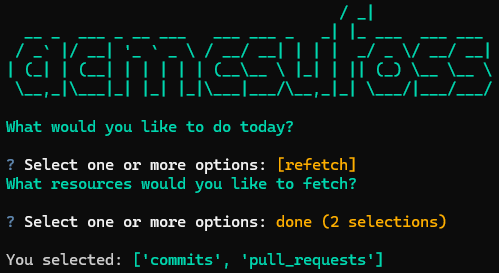 acmcsufoss
What would you like to do today?
? Select one or more options: [refetch]
What resources would you like to fetch?
? Select one or more options: done (2 selections)
You selected: ['commits', 'pull_requests']